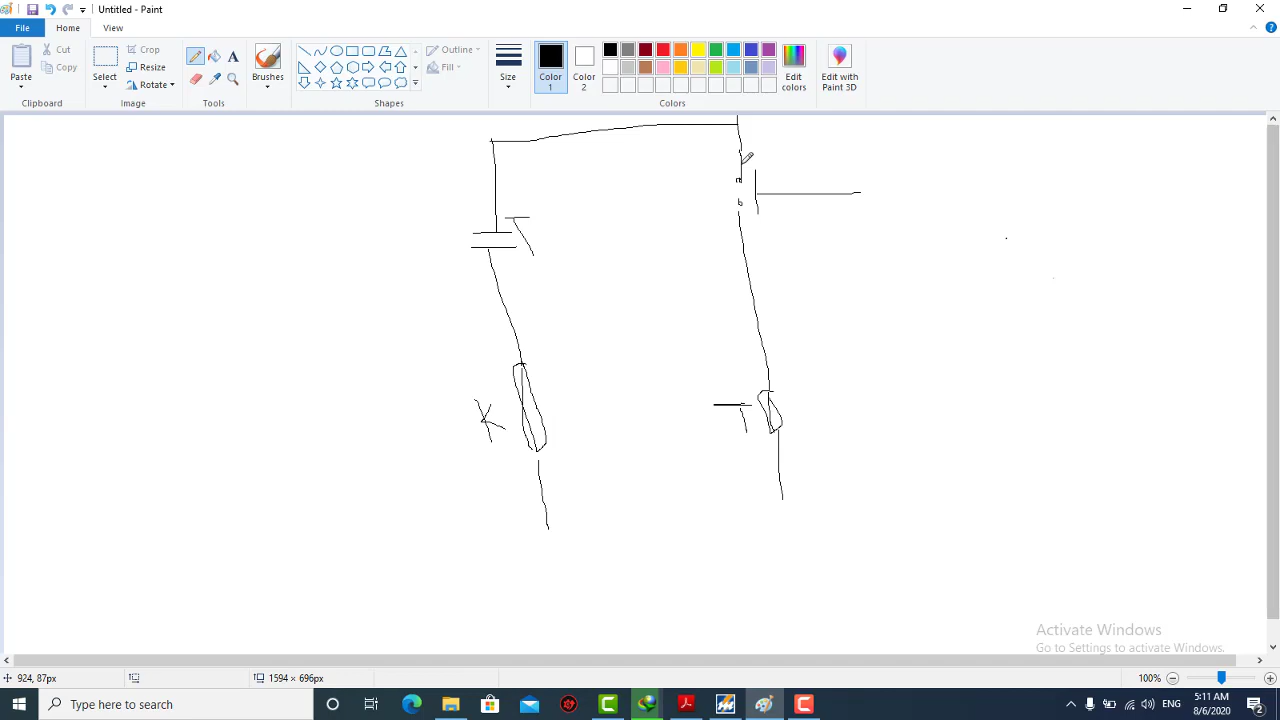 Untitled - Paint
File
Home
View
Paste
Cut
Copy
Clipboard
Select
Crop
Resize
Rotate
Image
A
Tools
Brushes
Shapes
Outline
Fill
Size
Color 1
Color 2
Colors
Edit colors
Edit with Paint 3D
T
K
T
Activate Windows
Go to Settings to activate Windows.
924, 87px
1594 × 696px
100%
Type here to search
ENG
5:11 AM
8/6/2020
2